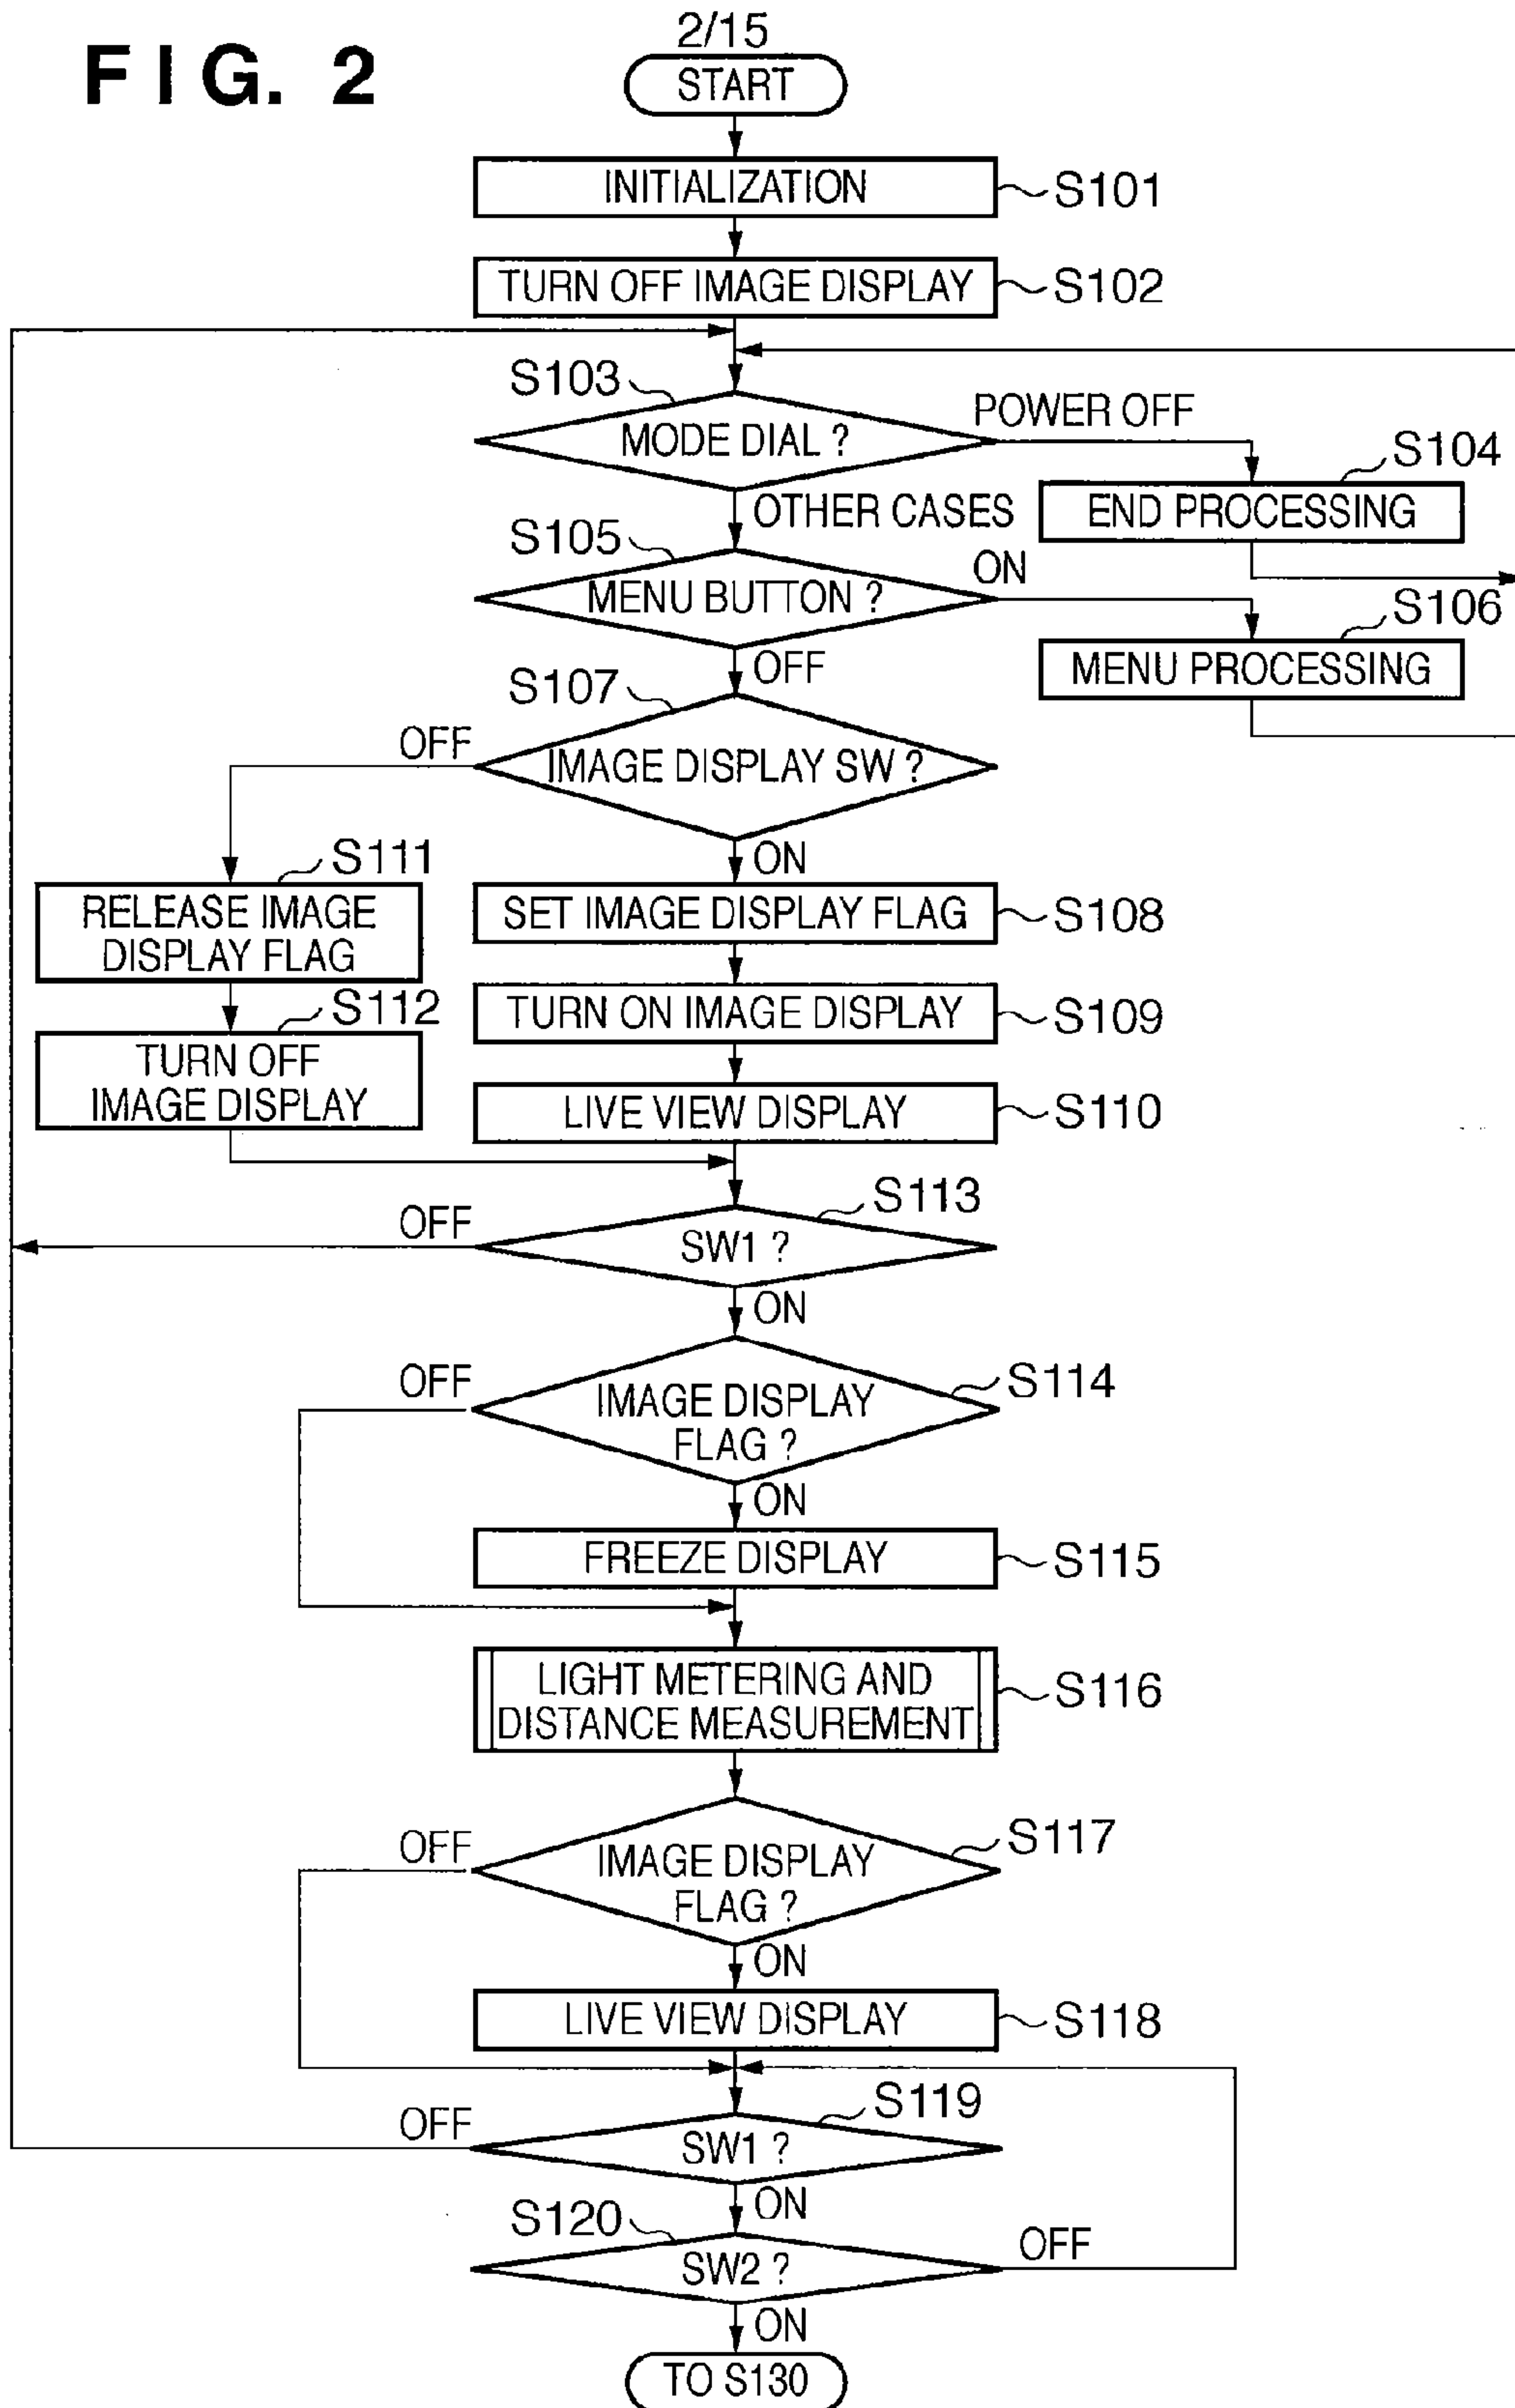 2/15
FIG. 2
START
INITIALIZATION
S101
TURN OFF IMAGE DISPLAY
S102
S103
MODE DIAL ?
POWER OFF
S104
END PROCESSING
OTHER CASES
S105
MENU BUTTON ?
ON
S106
MENU PROCESSING
OFF
S107
IMAGE DISPLAY SW ?
OFF
ON
S111
RELEASE IMAGE
DISPLAY FLAG
SET IMAGE DISPLAY FLAG
S108
S112
TURN OFF
IMAGE DISPLAY
TURN ON IMAGE DISPLAY
S109
LIVE VIEW DISPLAY
S110
S113
OFF
SW1 ?
ON
S114
OFF
IMAGE DISPLAY
FLAG ?
ON
FREEZE DISPLAY
S115
LIGHT METERING AND
DISTANCE MEASUREMENT
S116
S117
OFF
IMAGE DISPLAY
FLAG ?
ON
LIVE VIEW DISPLAY
S118
S119
OFF
SW1 ?
ON
S120
SW2 ?
OFF
ON
TO S130